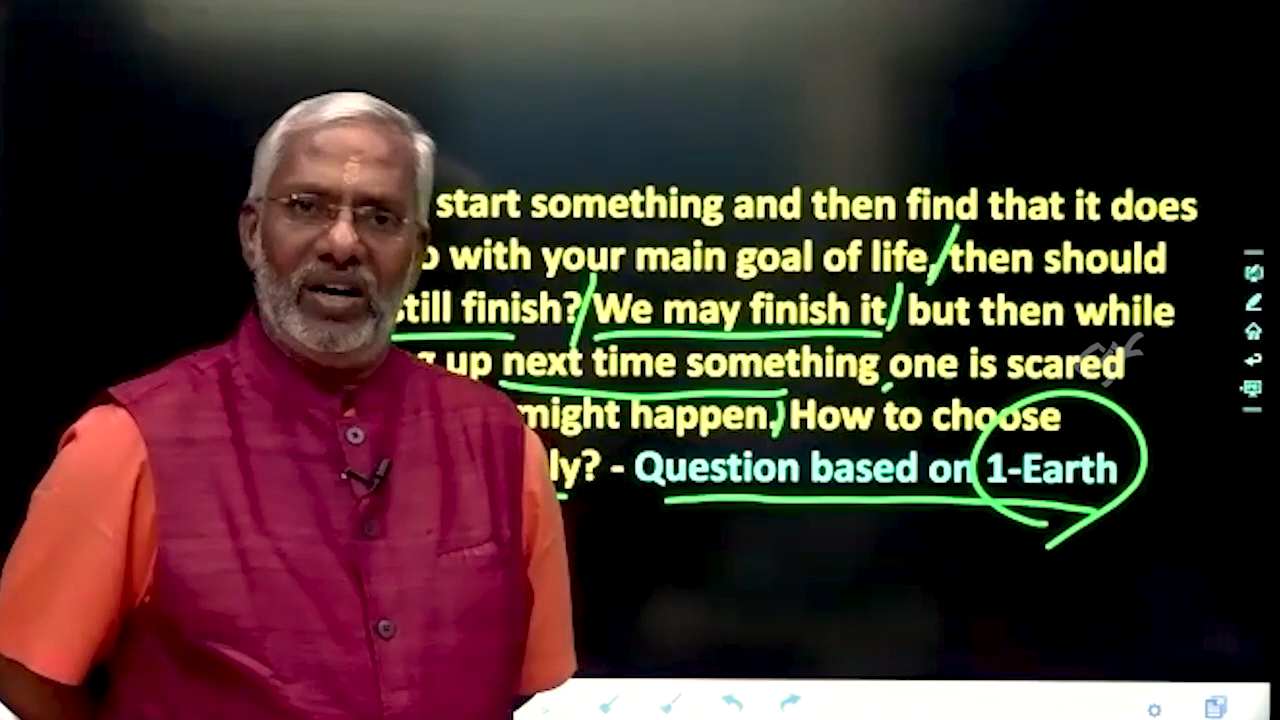 start something and then find that it does
with your main goal of life, then should
still finish? We may finish it, but then while
up next time something one is scared
might happen. How to choose
? - Question based on 1-Earth